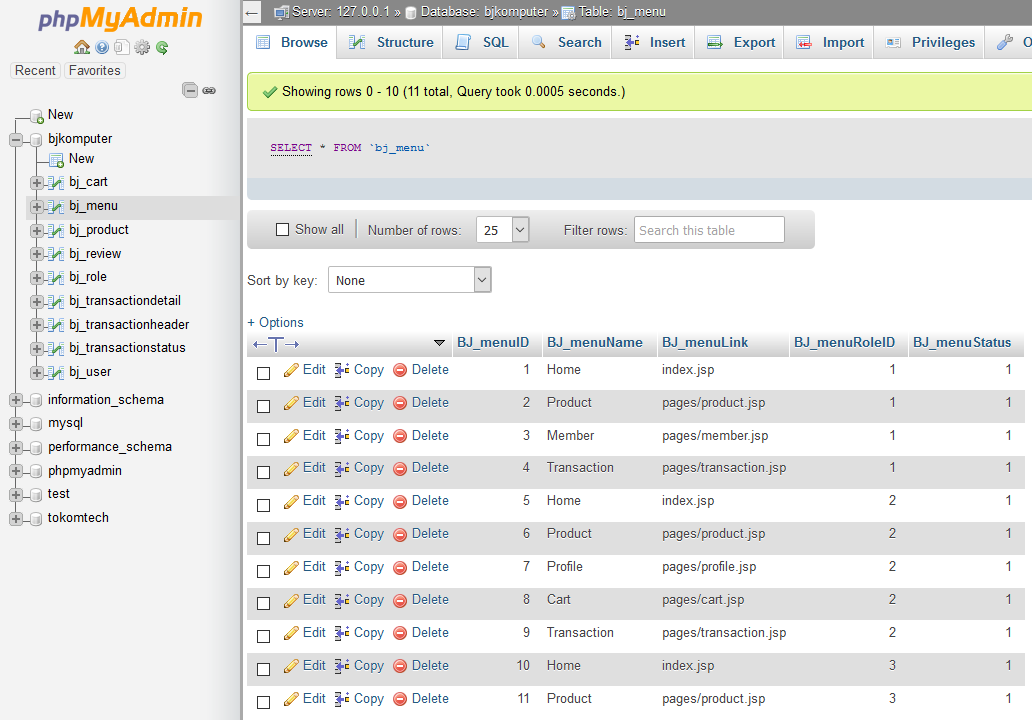 phpMyAdmin
Recent Favorites
New
bjkomputer
New
bj_cart
bj_menu
bj_product
bj_review
bj_role
bj_transactiondetail
bj_transactionheader
bj_transactionstatus
bj_user
information_schema
mysql
performance_schema
phpmyadmin
test
tokomtech
Server: 127.0.0.1 » Database: bjkomputer » Table: bj_menu
Browse Structure SQL Search Insert Export Import Privileges O
Showing rows 0 - 10 (11 total, Query took 0.0005 seconds.)
SELECT * FROM `bj_menu`
Show all Number of rows: 25 Filter rows: Search this table
Sort by key: None
+ Options
←T→ BJ_menuID BJ_menuName BJ_menuLink BJ_menuRoleID BJ_menuStatus
Edit Copy Delete 1 Home index.jsp 1 1
Edit Copy Delete 2 Product pages/product.jsp 1 1
Edit Copy Delete 3 Member pages/member.jsp 1 1
Edit Copy Delete 4 Transaction pages/transaction.jsp 1 1
Edit Copy Delete 5 Home index.jsp 2 1
Edit Copy Delete 6 Product pages/product.jsp 2 1
Edit Copy Delete 7 Profile pages/profile.jsp 2 1
Edit Copy Delete 8 Cart pages/cart.jsp 2 1
Edit Copy Delete 9 Transaction pages/transaction.jsp 2 1
Edit Copy Delete 10 Home index.jsp 3 1
Edit Copy Delete 11 Product pages/product.jsp 3 1